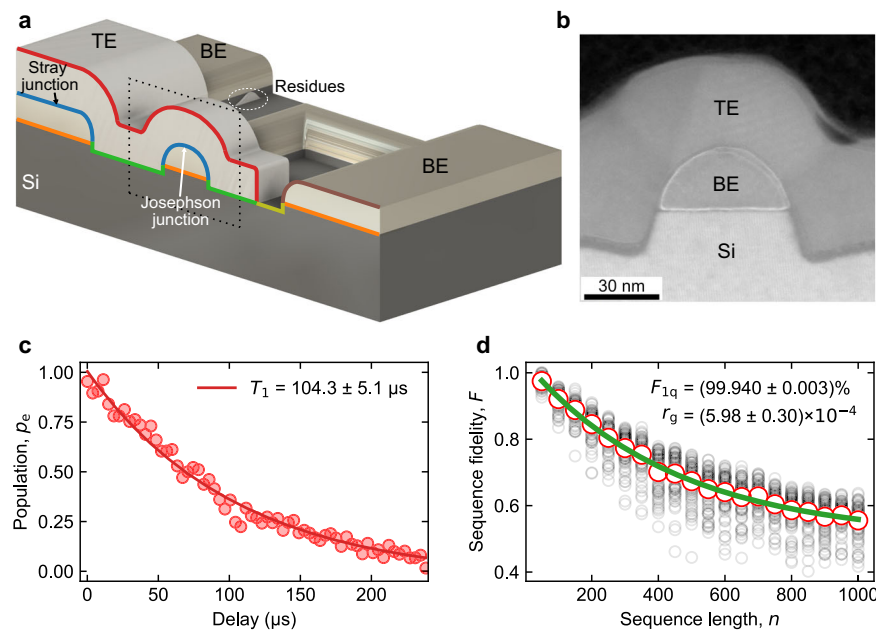 a
TE
BE
Stray
junction
Residues
BE
Si
Josephson
junction
b
TE
BE
Si
30 nm
c
T₁ = 104.3 ± 5.1 μs
1.00
0.75
0.50
0.25
0.00
Population, pₑ
0
50
100
150
200
Delay (μs)
d
F₁q = (99.940 ± 0.003)%
r_g = (5.98 ± 0.30)×10⁻⁴
1.0
0.8
0.6
0.4
Sequence fidelity, F
200
400
600
800
1000
Sequence length, n